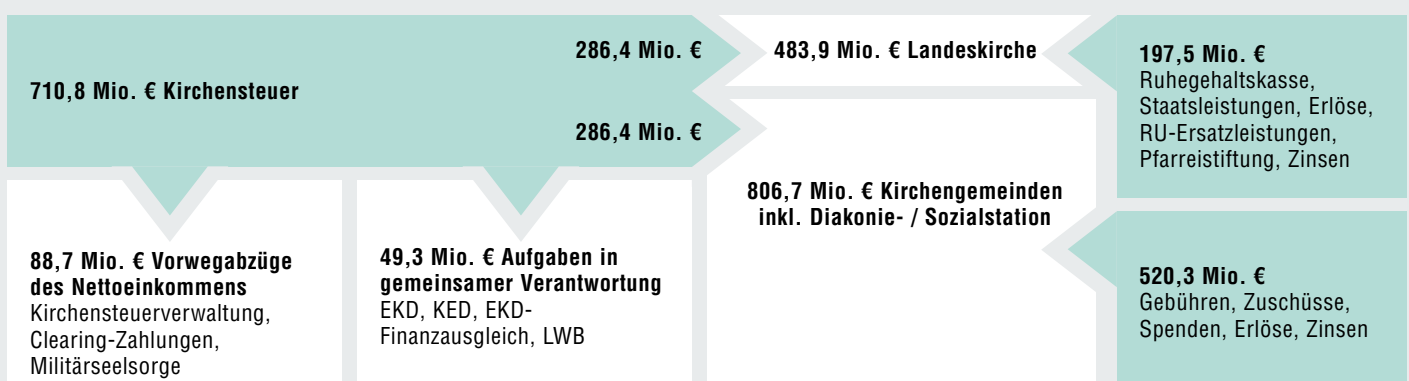 710,8 Mio. € Kirchensteuer
286,4 Mio. €
286,4 Mio. €
483,9 Mio. € Landeskirche
197,5 Mio. €
Ruhegehaltskasse,
Staatsleistungen, Erlöse,
RU-Ersatzleistungen,
Pfarreistiftung, Zinsen
88,7 Mio. € Vorwegabzüge
des Nettoeinkommens
Kirchensteuerverwaltung,
Clearing-Zahlungen,
Militärseelsorge
49,3 Mio. € Aufgaben in
gemeinsamer Verantwortung
EKD, KED, EKD-
Finanzausgleich, LWB
806,7 Mio. € Kirchengemeinden
inkl. Diakonie- / Sozialstation
520,3 Mio. €
Gebühren, Zuschüsse,
Spenden, Erlöse, Zinsen